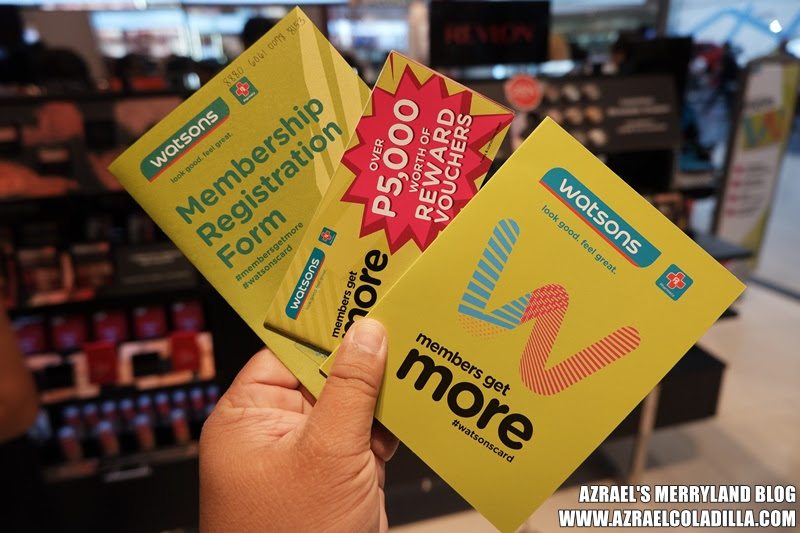 watsons
look good. feel great.
Membership
Registration
Form
#membersgetmore
#watsonscard
OVER
P5,000
WORTH OF
REWARD
VOUCHERS
watsons
members get
more
watsons
look good. feel great.
members get
more
#watsonscard
REVLON
AZRAEL'S MERRYLAND BLOG
WWW.AZRAELCOLADILLA.COM